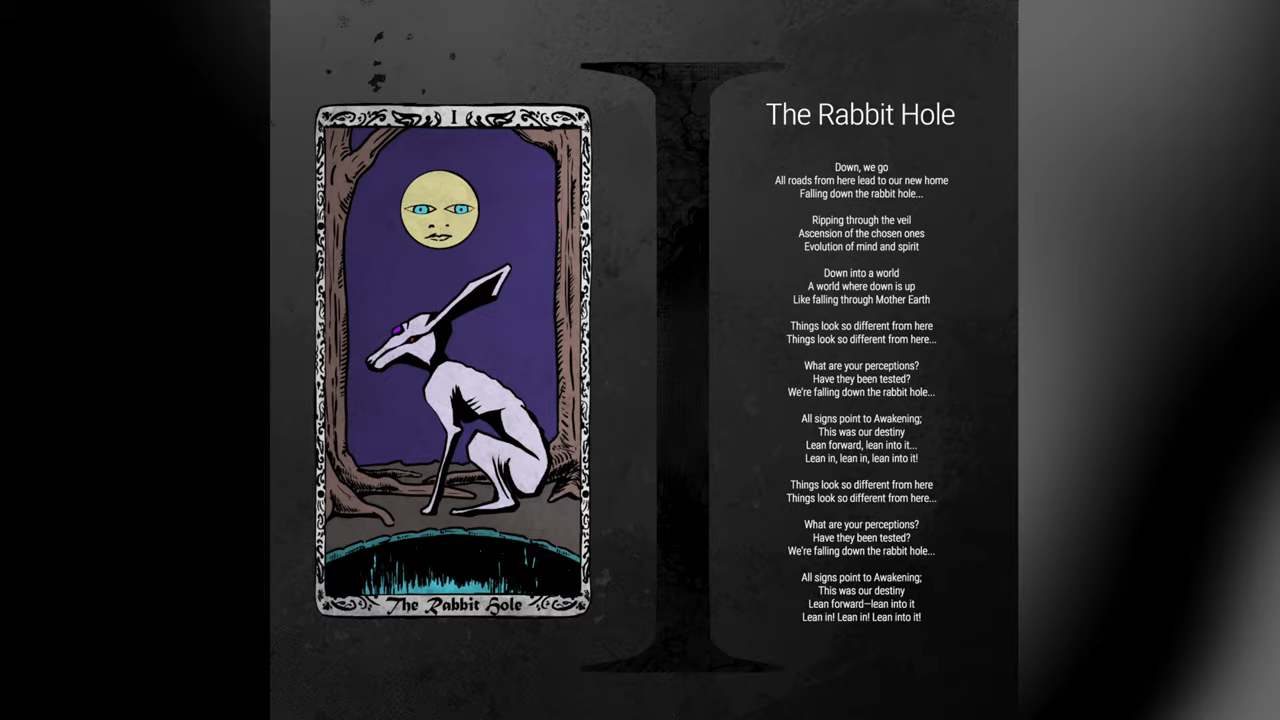 I
The Rabbit Hole
I
The Rabbit Hole
Down, we go
All roads from here lead to our new home
Falling down the rabbit hole...
Ripping through the veil
Ascension of the chosen ones
Evolution of mind and spirit
Down into a world
A world where down is up
Like falling through Mother Earth
Things look so different from here
Things look so different from here...
What are your perceptions?
Have they been tested?
We're falling down the rabbit hole...
All signs point to Awakening;
This was our destiny
Lean forward, lean into it...
Lean in, lean in, lean into it!
Things look so different from here
Things look so different from here...
What are your perceptions?
Have they been tested?
We're falling down the rabbit hole...
All signs point to Awakening;
This was our destiny
Lean forward—lean into it
Lean in! Lean in! Lean into it!